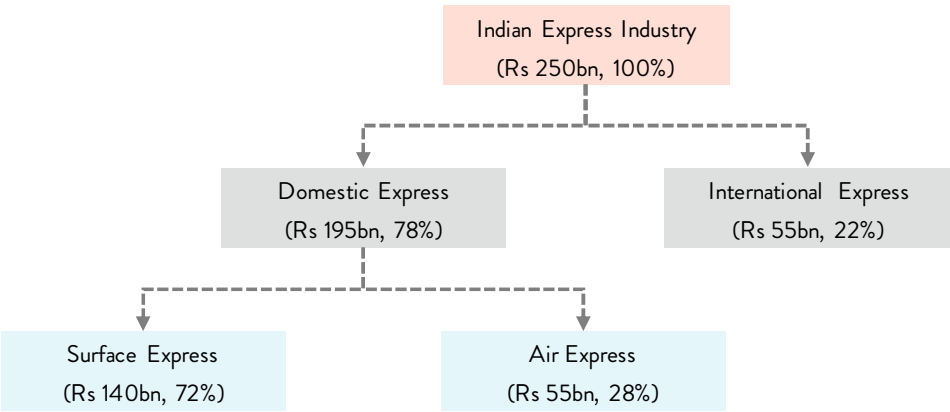 Indian Express Industry
(Rs 250bn, 100%)
Domestic Express
(Rs 195bn, 78%)
International Express
(Rs 55bn, 22%)
Surface Express
(Rs 140bn, 72%)
Air Express
(Rs 55bn, 28%)